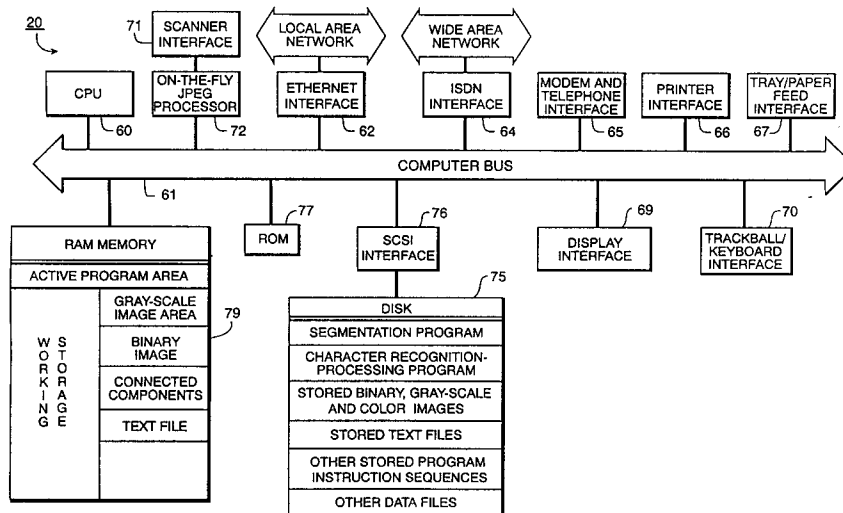 20
71
SCANNER
INTERFACE
LOCAL AREA
NETWORK
WIDE AREA
NETWORK
CPU
ON-THE-FLY
JPEG
PROCESSOR
ETHERNET
INTERFACE
ISDN
INTERFACE
MODEM AND
TELEPHONE
INTERFACE
PRINTER
INTERFACE
TRAY/PAPER
FEED
INTERFACE
60
72
62
64
65
66
67
COMPUTER BUS
61
77
76
69
70
ROM
SCSI
INTERFACE
DISPLAY
INTERFACE
TRACKBALL/
KEYBOARD
INTERFACE
RAM MEMORY
ACTIVE PROGRAM AREA
WORKING
STORAGE
GRAY-SCALE
IMAGE AREA
BINARY
IMAGE
CONNECTED
COMPONENTS
TEXT FILE
79
75
DISK
SEGMENTATION PROGRAM
CHARACTER RECOGNITION-
PROCESSING PROGRAM
STORED BINARY, GRAY-SCALE
AND COLOR IMAGES
STORED TEXT FILES
OTHER STORED PROGRAM
INSTRUCTION SEQUENCES
OTHER DATA FILES